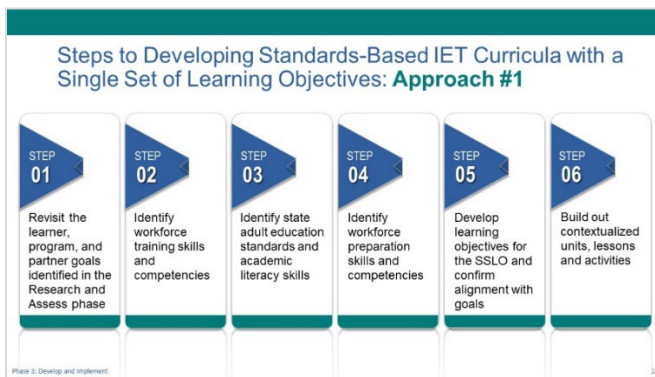 Steps to Developing Standards-Based IET Curricula with a
Single Set of Learning Objectives: Approach #1
STEP
01
Revisit the
learner,
program, and
partner goals
identified in the
Research and
Assess phase
STEP
02
Identify
workforce
training skills
and
competencies
STEP
03
Identify state
adult education
standards and
academic
literacy skills
STEP
04
Identify
workforce
preparation
skills and
competencies
STEP
05
Develop
learning
objectives for
the SSLO and
confirm
alignment with
goals
STEP
06
Build out
contextualized
units, lessons
and activities
Phase 3: Develop and Implement